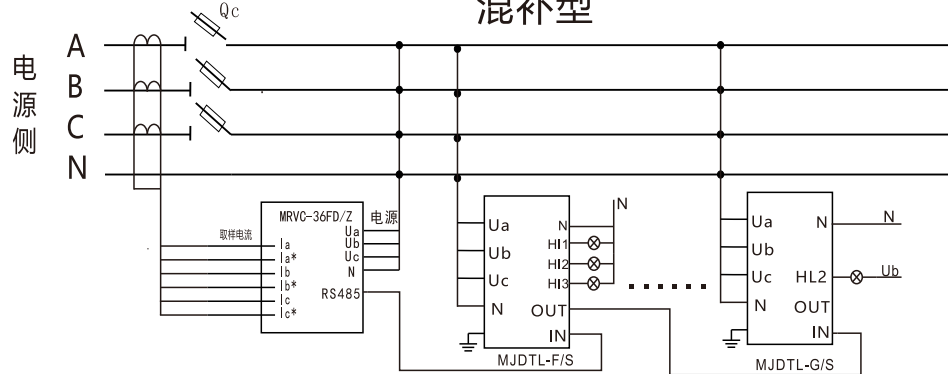 混补型
Qc
电源侧
A
B
C
N
MRVC-36FD/Z
取样电流
电源
Ia
Ia*
Ib
Ib*
Ic
Ic*
Ua
Ub
Uc
N
RS485
Ua
Ub
Uc
N
N
HI1
HI2
HI3
OUT
IN
N
MJDTL-F/S
......
Ua
Ub
Uc
N
N
HL2
OUT
IN
N
Ub
MJDTL-G/S